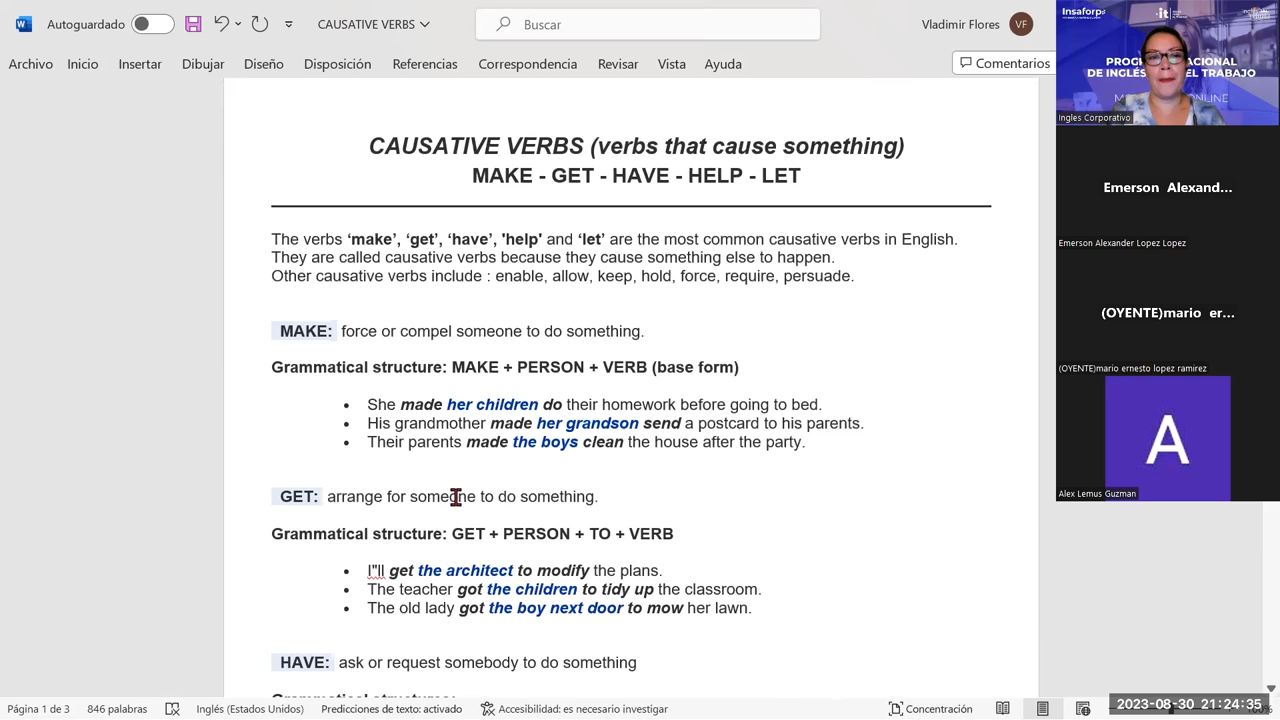 Autoguardado
CAUSATIVE VERBS
Buscar
Vladimir Flores
VF
Archivo
Inicio
Insertar
Dibujar
Diseño
Disposición
Referencias
Correspondencia
Revisar
Vista
Ayuda
Comentarios
CAUSATIVE VERBS (verbs that cause something)
MAKE - GET - HAVE - HELP - LET
The verbs ‘make’, ‘get’, ‘have’, 'help' and ‘let’ are the most common causative verbs in English.
They are called causative verbs because they cause something else to happen.
Other causative verbs include : enable, allow, keep, hold, force, require, persuade.
MAKE: force or compel someone to do something.
Grammatical structure: MAKE + PERSON + VERB (base form)
• She made her children do their homework before going to bed.
• His grandmother made her grandson send a postcard to his parents.
• Their parents made the boys clean the house after the party.
GET: arrange for someone to do something.
Grammatical structure: GET + PERSON + TO + VERB
• I"ll get the architect to modify the plans.
• The teacher got the children to tidy up the classroom.
• The old lady got the boy next door to mow her lawn.
HAVE: ask or request somebody to do something
Grammatical structures:
Insaforp
it
DE INGLÉS
EL TRABAJO
Ingles Corporativo
Emerson Alexand...
Emerson Alexander Lopez Lopez
(OYENTE)mario er...
(OYENTE)mario ernesto lopez ramirez
A
Alex Lemus Guzman
Página 1 de 3
846 palabras
Inglés (Estados Unidos)
Predicciones de texto: activado
Accesibilidad: es necesario investigar
Concentración
2023-08-30 21:24:35